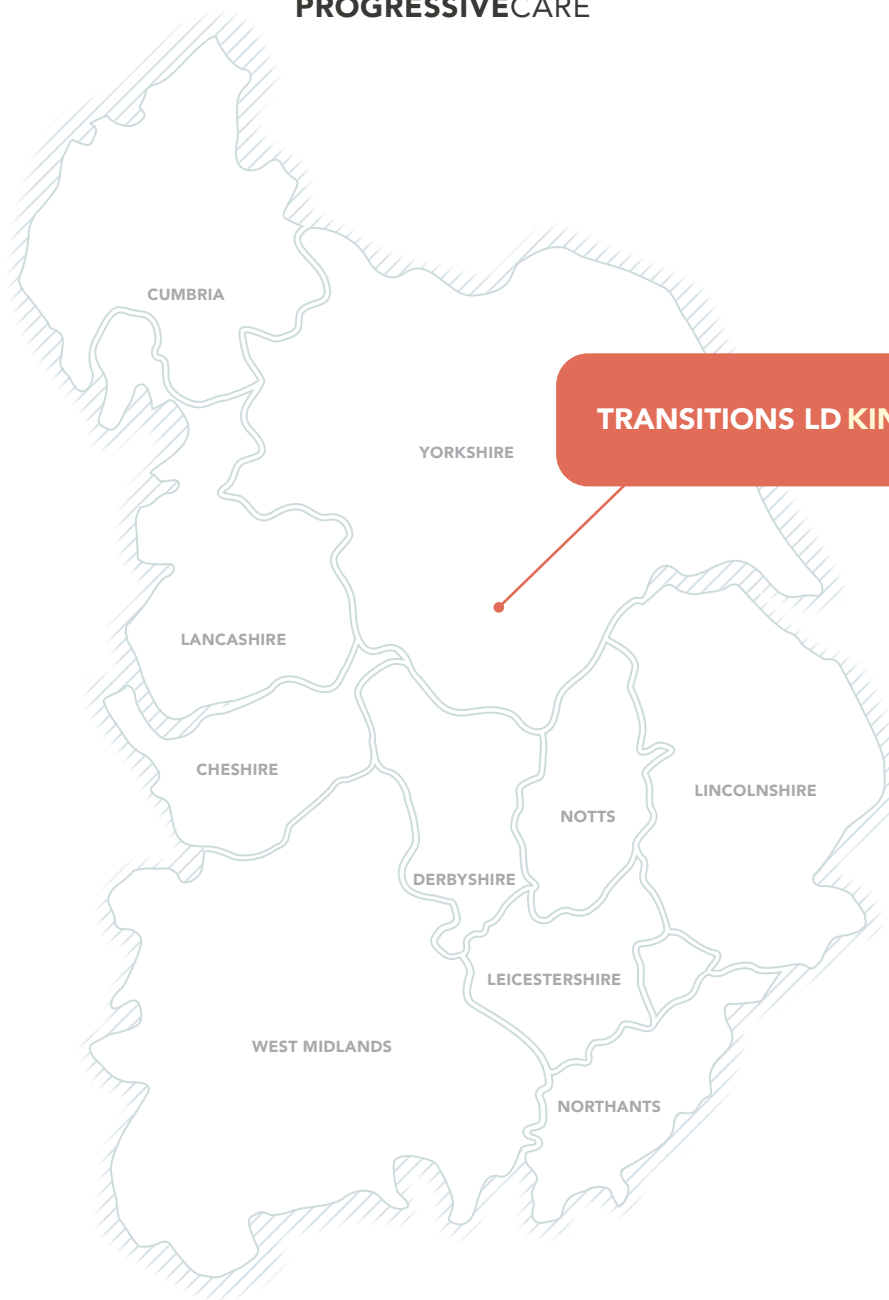 PROGRESSIVECARE
CUMBRIA
YORKSHIRE
TRANSITIONS LD
LANCASHIRE
CHESHIRE
LINCOLNSHIRE
NOTTS
DERBYSHIRE
LEICESTERSHIRE
WEST MIDLANDS
NORTHANTS